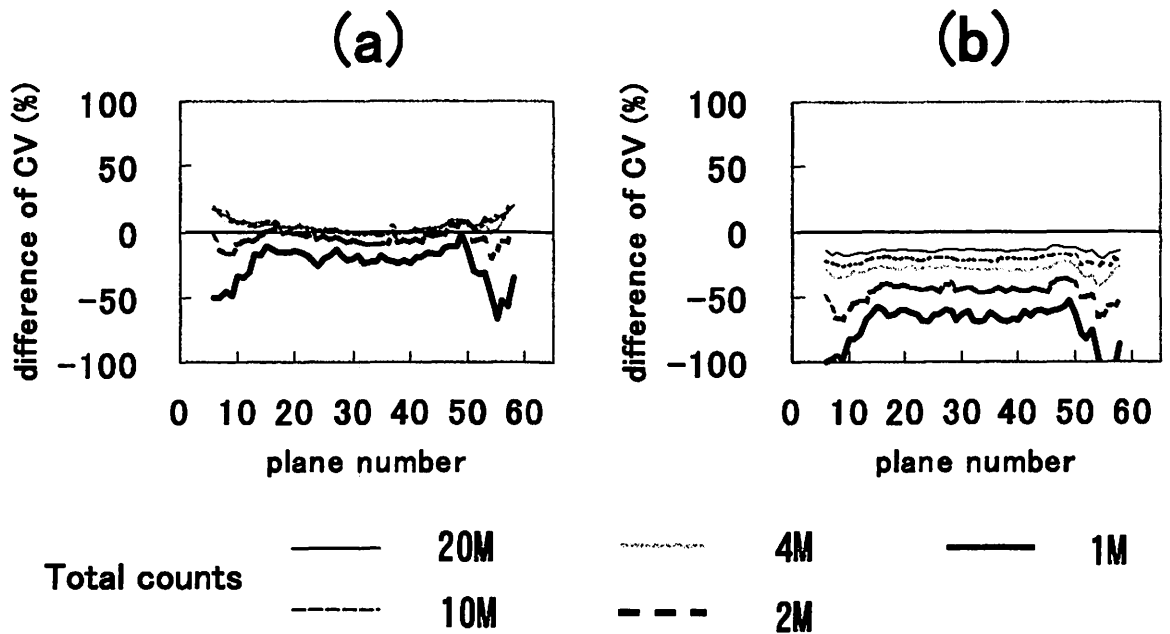 (a)
difference of CV (%)
100
50
0
-50
-100
0 10 20 30 40 50 60
plane number
(b)
difference of CV (%)
100
50
0
-50
-100
0 10 20 30 40 50 60
plane number
Total counts
20M
4M
1M
10M
2M